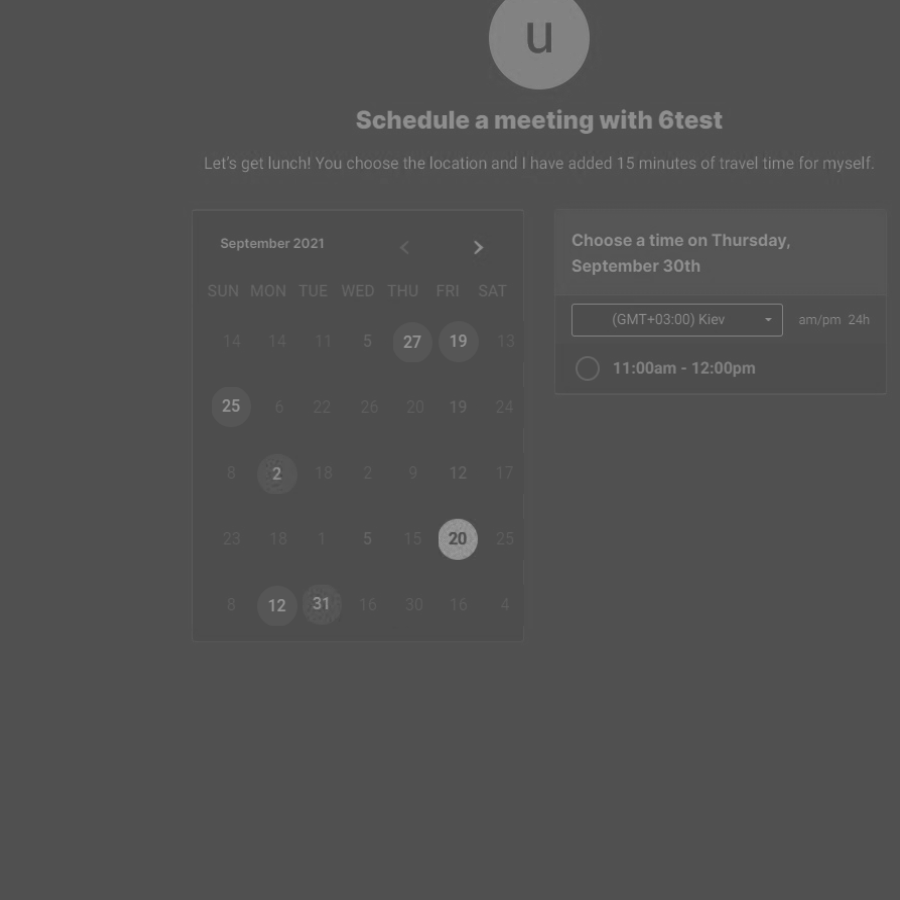 u
Schedule a meeting with 6test
Let's get lunch! You choose the location and I have added 15 minutes of travel time for myself.
September 2021
SUN MON TUE WED THU FRI SAT
14 14 11 5 27 19 13
25 6 22 26 20 19 24
8 2 18 2 9 12 17
23 18 1 5 15 20 25
8 12 31 16 30 16 4
Choose a time on Thursday,
September 30th
(GMT+03:00) Kiev am/pm 24h
11:00am - 12:00pm